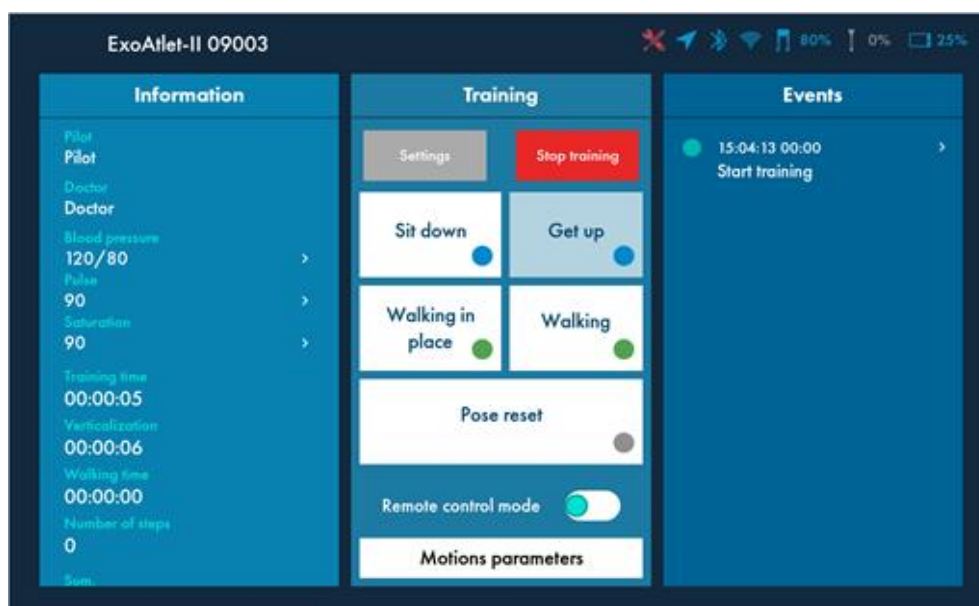 ExoAtlet-II 09003
80%
0%
25%
Information
Pilot
Pilot
Doctor
Doctor
Blood pressure
120/80
Pulse
90
Saturation
90
Training time
00:00:05
Verticalization
00:00:06
Walking time
00:00:00
Number of steps
0
Sum.
Training
Settings
Stop training
Sit down
Get up
Walking in
place
Walking
Pose reset
Remote control mode
Motions parameters
Events
15:04:13 00:00
Start training